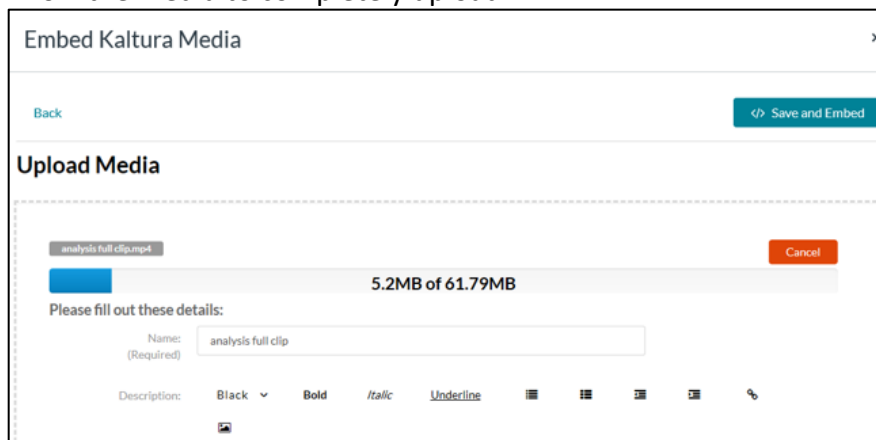 Embed Kaltura Media
Back
</> Save and Embed
Upload Media
analysis full clip.mp4
Cancel
5.2MB of 61.79MB
Please fill out these details:
Name:
(Required)
analysis full clip
Description:
Black Bold Italic Underline